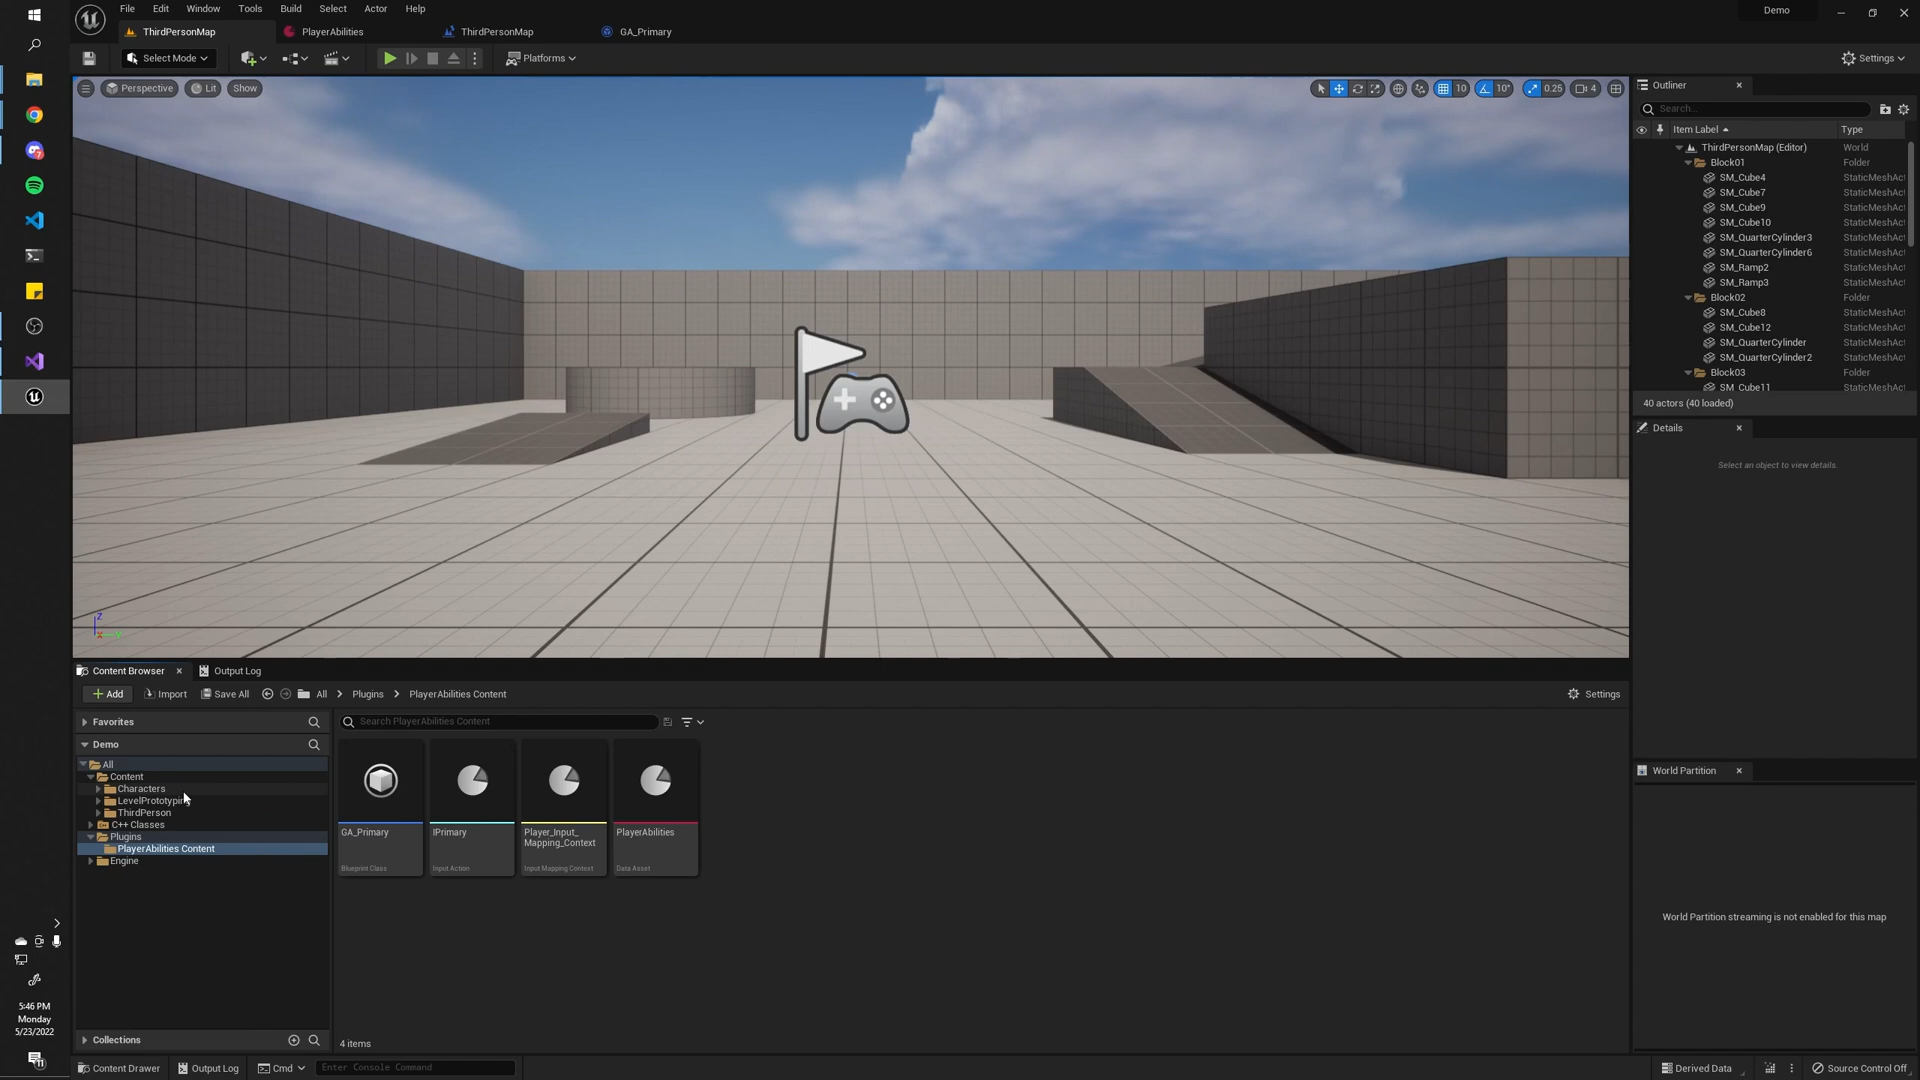 File Edit Window Tools Build Select Actor Help
Demo
ThirdPersonMap PlayerAbilities ThirdPersonMap GA_Primary
Select Mode Platforms Settings
Perspective Lit Show 10 10° 0.25 4
Outliner
Search...
Item Label Type
ThirdPersonMap (Editor) World
Block01 Folder
SM_Cube4 StaticMeshAct
SM_Cube7 StaticMeshAct
SM_Cube9 StaticMeshAct
SM_Cube10 StaticMeshAct
SM_QuarterCylinder3 StaticMeshAct
SM_QuarterCylinder6 StaticMeshAct
SM_Ramp2 StaticMeshAct
SM_Ramp3 StaticMeshAct
Block02 Folder
SM_Cube8 StaticMeshAct
SM_Cube12 StaticMeshAct
SM_QuarterCylinder StaticMeshAct
SM_QuarterCylinder2 StaticMeshAct
Block03 Folder
SM_Cube11 StaticMeshAct
40 actors (40 loaded)
Details
Select an object to view details.
World Partition
World Partition streaming is not enabled for this map
Z
X Y
Content Browser Output Log
Add Import Save All All Plugins PlayerAbilities Content Settings
Favorites
Search PlayerAbilities Content
Demo
All
Content
Characters
LevelPrototyping
ThirdPerson
C++ Classes
Plugins
PlayerAbilities Content
Engine
GA_Primary
Blueprint Class
IPrimary
Input Action
Player_Input_
Mapping_Context
Input Mapping Context
PlayerAbilities
Data Asset
Collections
4 items
5:46 PM
Monday
5/23/2022
Content Drawer Output Log Cmd Enter Console Command Derived Data Source Control Off